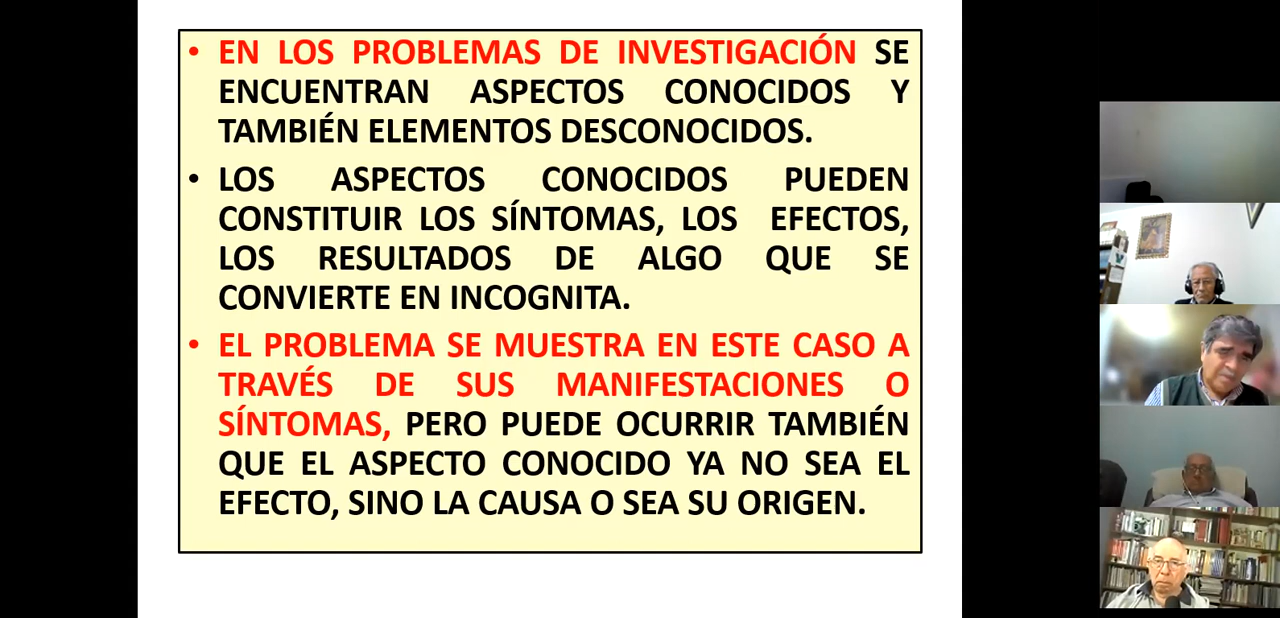 • EN LOS PROBLEMAS DE INVESTIGACIÓN SE
ENCUENTRAN ASPECTOS CONOCIDOS Y
TAMBIÉN ELEMENTOS DESCONOCIDOS.
• LOS ASPECTOS CONOCIDOS PUEDEN
CONSTITUIR LOS SÍNTOMAS, LOS EFECTOS,
LOS RESULTADOS DE ALGO QUE SE
CONVIERTE EN INCOGNITA.
• EL PROBLEMA SE MUESTRA EN ESTE CASO A
TRAVÉS DE SUS MANIFESTACIONES O
SÍNTOMAS, PERO PUEDE OCURRIR TAMBIÉN
QUE EL ASPECTO CONOCIDO YA NO SEA EL
EFECTO, SINO LA CAUSA O SEA SU ORIGEN.